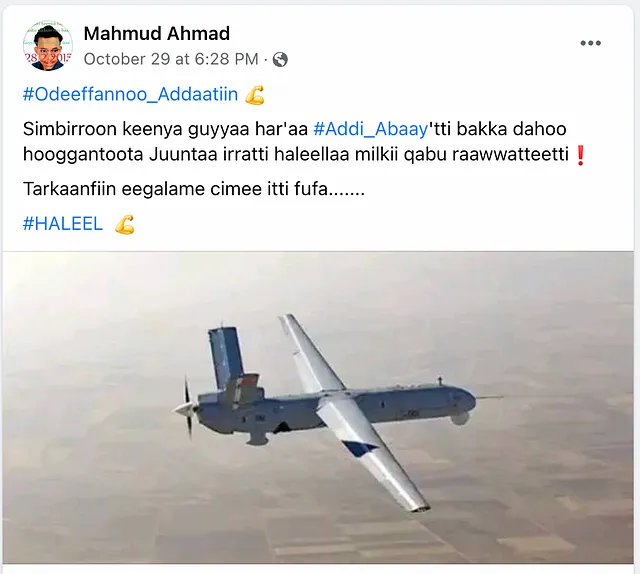 Mahmud Ahmad
October 29 at 6:28 PM ·
#Odeeffannoo_Addaatiin 💪
Simbirroon keenya guyyaa har'aa #Addi_Abaay'tti bakka dahoo
hooggantoota Juuntaa irratti haleellaa milkii qabu raawwatteetti❗
Tarkaanfiin eegalame cimee itti fufa.......
#HALEEL 💪